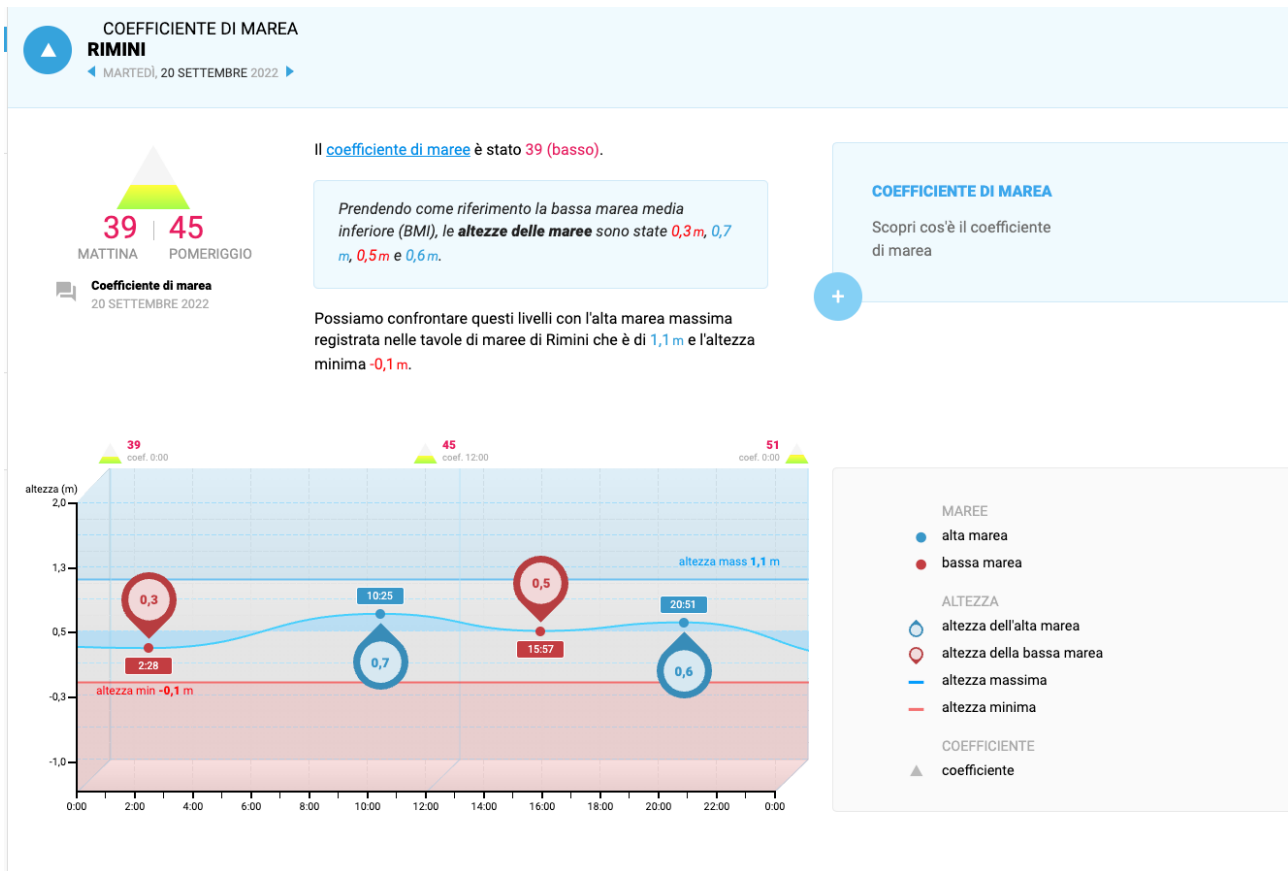 COEFFICIENTE DI MAREA
RIMINI
MARTEDÌ, 20 SETTEMBRE 2022
39 | 45
MATTINA POMERIGGIO
Coefficiente di marea
20 SETTEMBRE 2022
Il coefficiente di maree è stato 39 (basso).
Prendendo come riferimento la bassa marea media
inferiore (BMI), le altezze delle maree sono state 0,3 m, 0,7
m, 0,5 m e 0,6 m.
Possiamo confrontare questi livelli con l'alta marea massima
registrata nelle tavole di maree di Rimini che è di 1,1 m e l'altezza
minima -0,1 m.
COEFFICIENTE DI MAREA
Scopri cos'è il coefficiente
di marea
+
39
coef. 0:00
45
coef. 12:00
51
coef. 0:00
altezza (m)
2,0
1,3
0,5
-0,3
-1,0
altezza mass 1,1 m
0,3
2:28
10:25
0,7
0,5
15:57
20:51
0,6
altezza min -0,1 m
0:00 2:00 4:00 6:00 8:00 10:00 12:00 14:00 16:00 18:00 20:00 22:00 0:00
MAREE
alta marea
bassa marea
ALTEZZA
altezza dell'alta marea
altezza della bassa marea
altezza massima
altezza minima
COEFFICIENTE
coefficiente